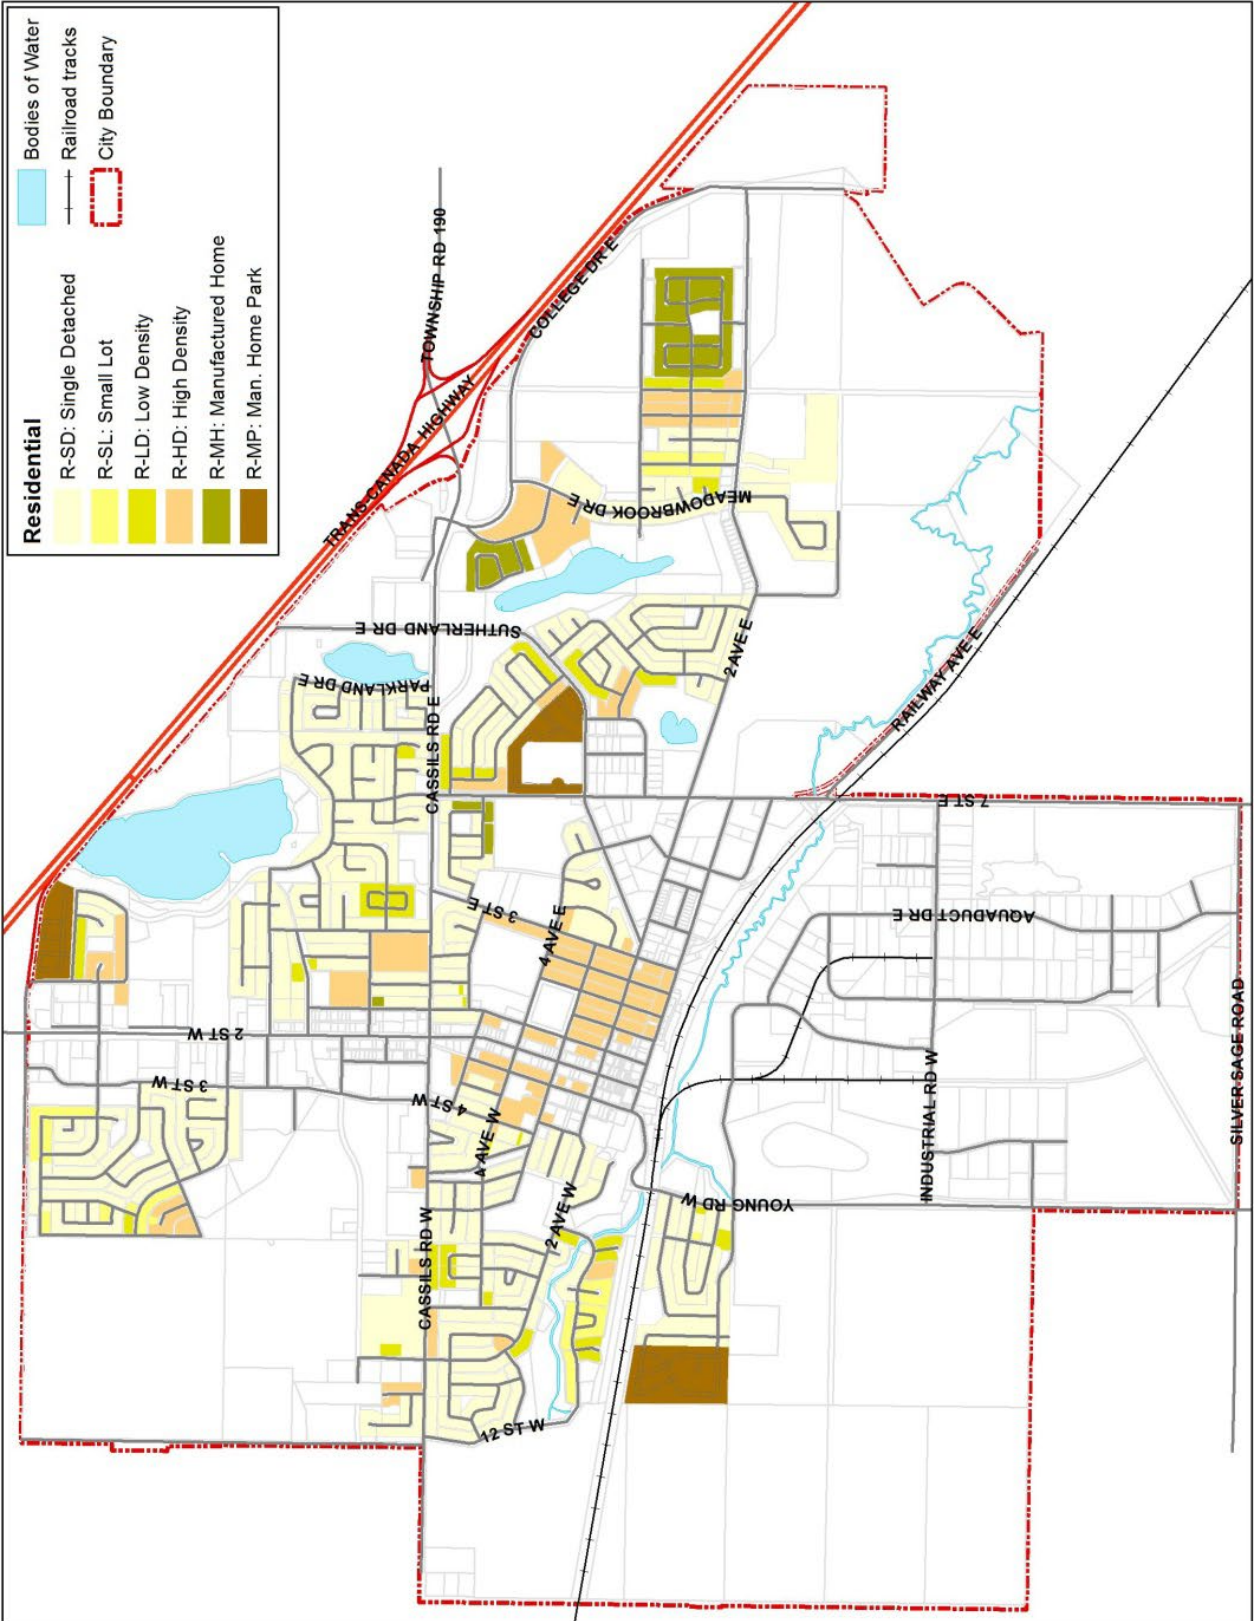 Residential
R-SD: Single Detached
R-SL: Small Lot
R-LD: Low Density
R-HD: High Density
R-MH: Manufactured Home
R-MP: Man. Home Park
Bodies of Water
Railroad tracks
City Boundary
TOWNSHIP RD 190
TRANS-CANADA HIGHWAY
COLLEGE DR E
MEADOWBROOK DR E
SUTHERLAND DR E
PARKLAND DR E
CASSILS RD E
2 AVE E
RAILWAY AVE E
7 ST E
3 ST E
4 AVE E
AQUADUCT DR E
2 ST W
3 ST W
4 ST W
4 AVE W
2 AVE W
CASSILS RD W
12 ST W
YOUNG RD W
INDUSTRIAL RD W
SILVER SAGE ROAD